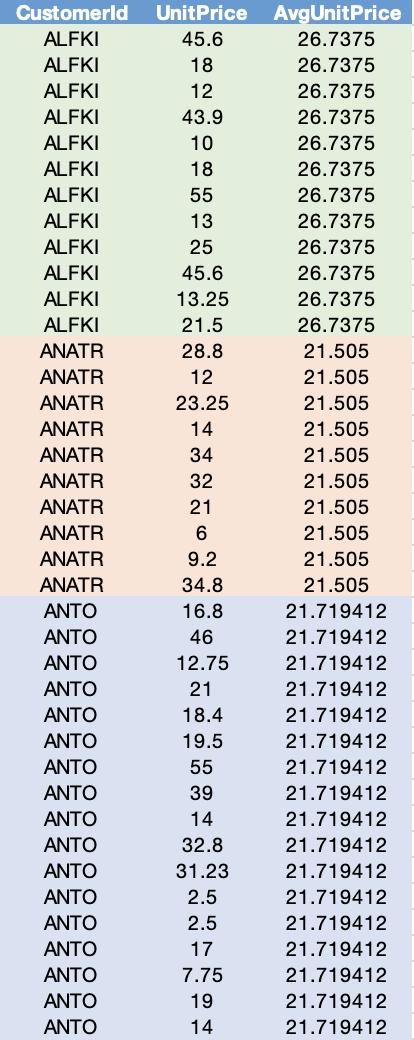 CustomerId UnitPrice AvgUnitPrice
ALFKI 45.6 26.7375
ALFKI 18 26.7375
ALFKI 12 26.7375
ALFKI 43.9 26.7375
ALFKI 10 26.7375
ALFKI 18 26.7375
ALFKI 55 26.7375
ALFKI 13 26.7375
ALFKI 25 26.7375
ALFKI 45.6 26.7375
ALFKI 13.25 26.7375
ALFKI 21.5 26.7375
ANATR 28.8 21.505
ANATR 12 21.505
ANATR 23.25 21.505
ANATR 14 21.505
ANATR 34 21.505
ANATR 32 21.505
ANATR 21 21.505
ANATR 6 21.505
ANATR 9.2 21.505
ANATR 34.8 21.505
ANTO 16.8 21.719412
ANTO 46 21.719412
ANTO 12.75 21.719412
ANTO 21 21.719412
ANTO 18.4 21.719412
ANTO 19.5 21.719412
ANTO 55 21.719412
ANTO 39 21.719412
ANTO 14 21.719412
ANTO 32.8 21.719412
ANTO 31.23 21.719412
ANTO 2.5 21.719412
ANTO 2.5 21.719412
ANTO 17 21.719412
ANTO 7.75 21.719412
ANTO 19 21.719412
ANTO 14 21.719412